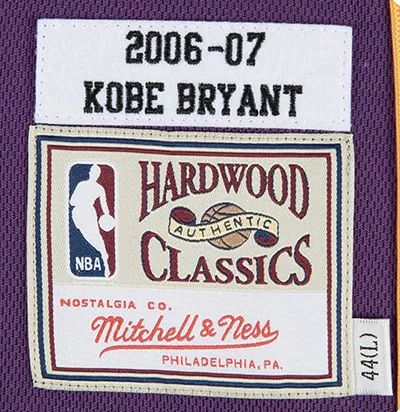 2006-07
KOBE BRYANT
HARDWOOD
AUTHENTIC
CLASSICS
NBA
NOSTALGIA CO.
Mitchell & Ness
PHILADELPHIA, PA.
44(L)